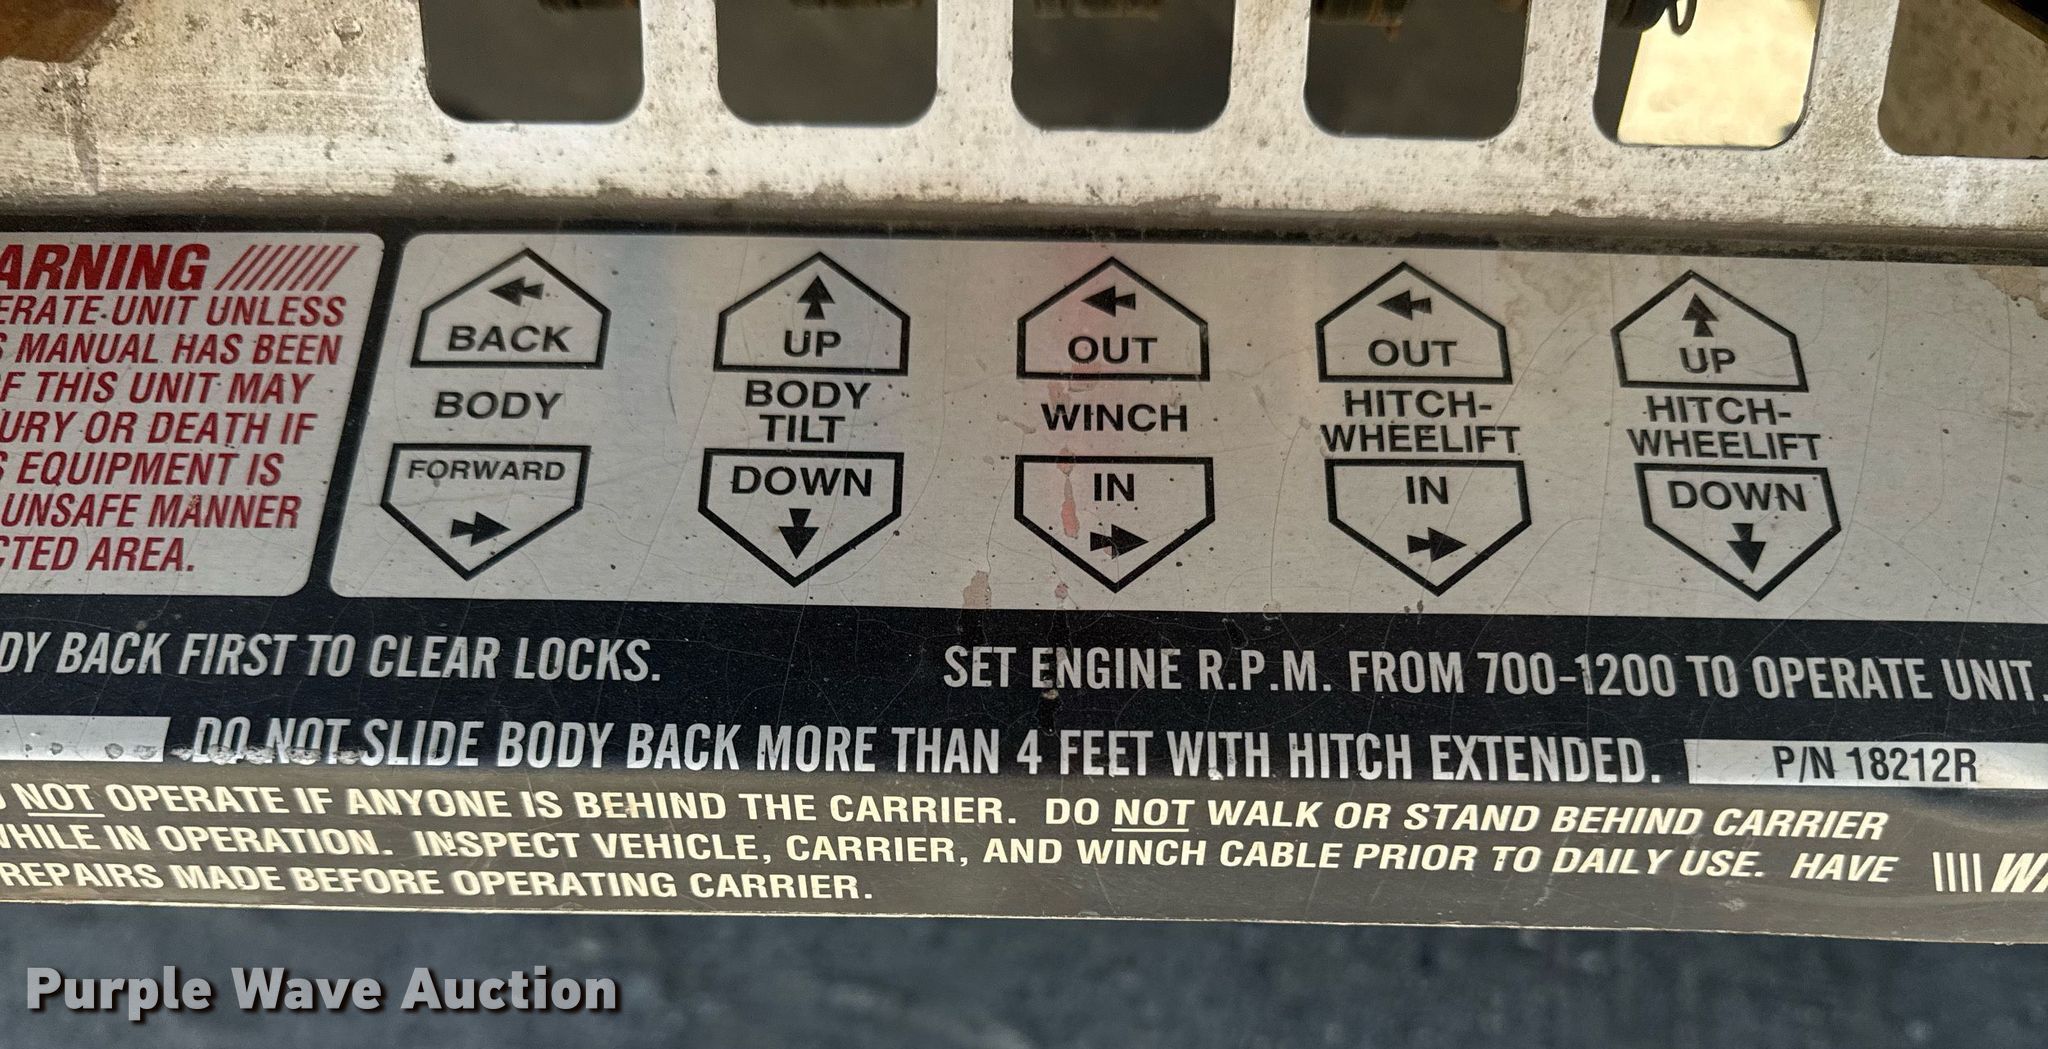 ARNING
ERATE UNIT UNLESS
S MANUAL HAS BEEN
F THIS UNIT MAY
URY OR DEATH IF
S EQUIPMENT IS
UNSAFE MANNER
CTED AREA.
BACK
BODY
FORWARD
UP
BODY
TILT
DOWN
OUT
WINCH
IN
OUT
HITCH-
WHEELIFT
IN
UP
HITCH-
WHEELIFT
DOWN
DY BACK FIRST TO CLEAR LOCKS.
SET ENGINE R.P.M. FROM 700-1200 TO OPERATE UNIT.
DO NOT SLIDE BODY BACK MORE THAN 4 FEET WITH HITCH EXTENDED.
P/N 18212R
NOT OPERATE IF ANYONE IS BEHIND THE CARRIER. DO NOT WALK OR STAND BEHIND CARRIER
WHILE IN OPERATION. INSPECT VEHICLE, CARRIER, AND WINCH CABLE PRIOR TO DAILY USE. HAVE
REPAIRS MADE BEFORE OPERATING CARRIER.
Purple Wave Auction